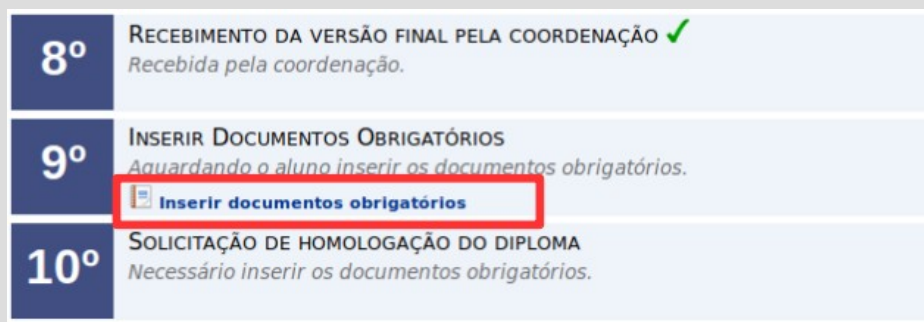 8º
RECEBIMENTO DA VERSÃO FINAL PELA COORDENAÇÃO ✓
Recebida pela coordenação.
9º
INSERIR DOCUMENTOS OBRIGATÓRIOS
Aguardando o aluno inserir os documentos obrigatórios.
Inserir documentos obrigatórios
10º
SOLICITAÇÃO DE HOMOLOGAÇÃO DO DIPLOMA
Necessário inserir os documentos obrigatórios.